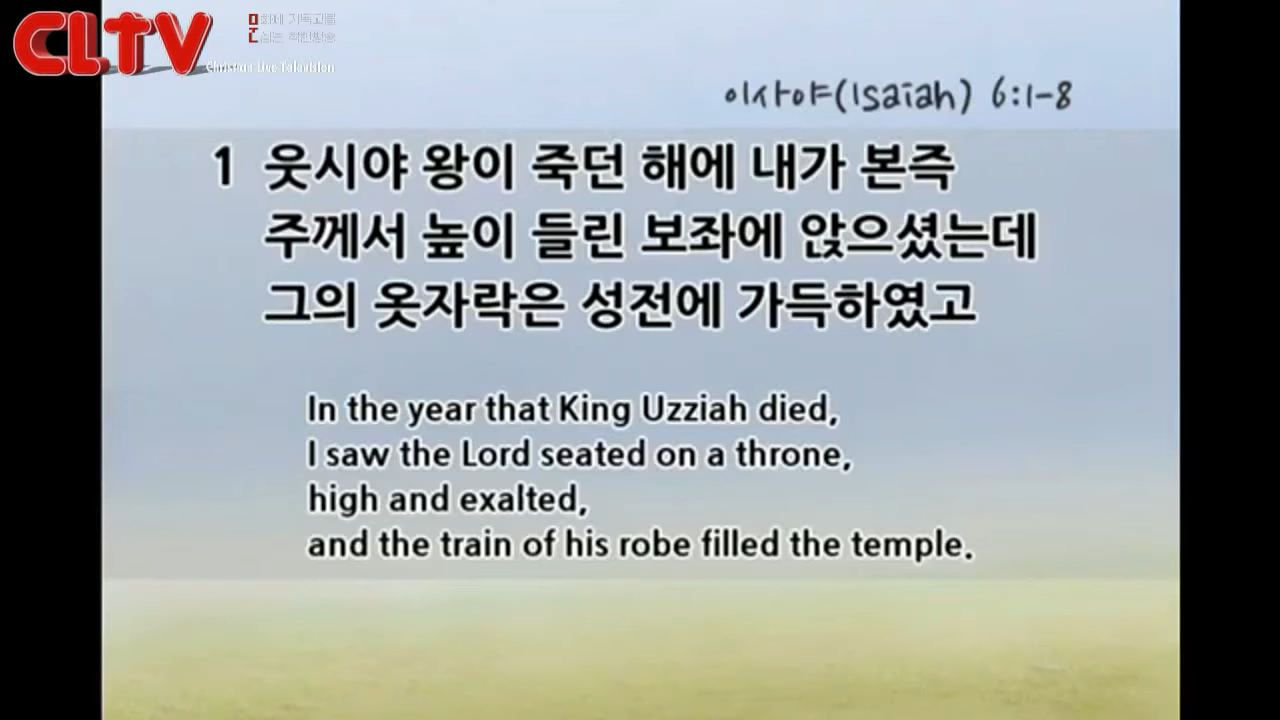 CLTV
Christian Live Television
이사야(Isaiah) 6:1-8
1 웃시야 왕이 죽던 해에 내가 본즉
주께서 높이 들린 보좌에 앉으셨는데
그의 옷자락은 성전에 가득하였고
In the year that King Uzziah died,
I saw the Lord seated on a throne,
high and exalted,
and the train of his robe filled the temple.